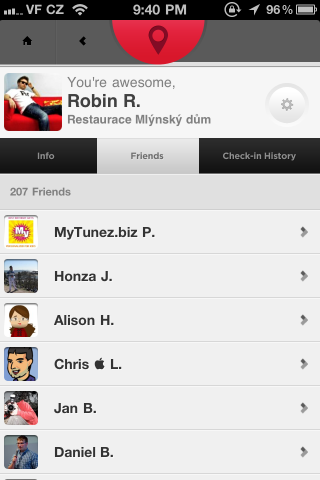 VF CZ 9:40 PM 96%
You're awesome,
Robin R.
Restaurace Mlýnský dům
Info Friends Check-in History
207 Friends
MyTunez.biz P.
Honza J.
Alison H.
Chris  L.
Jan B.
Daniel B.